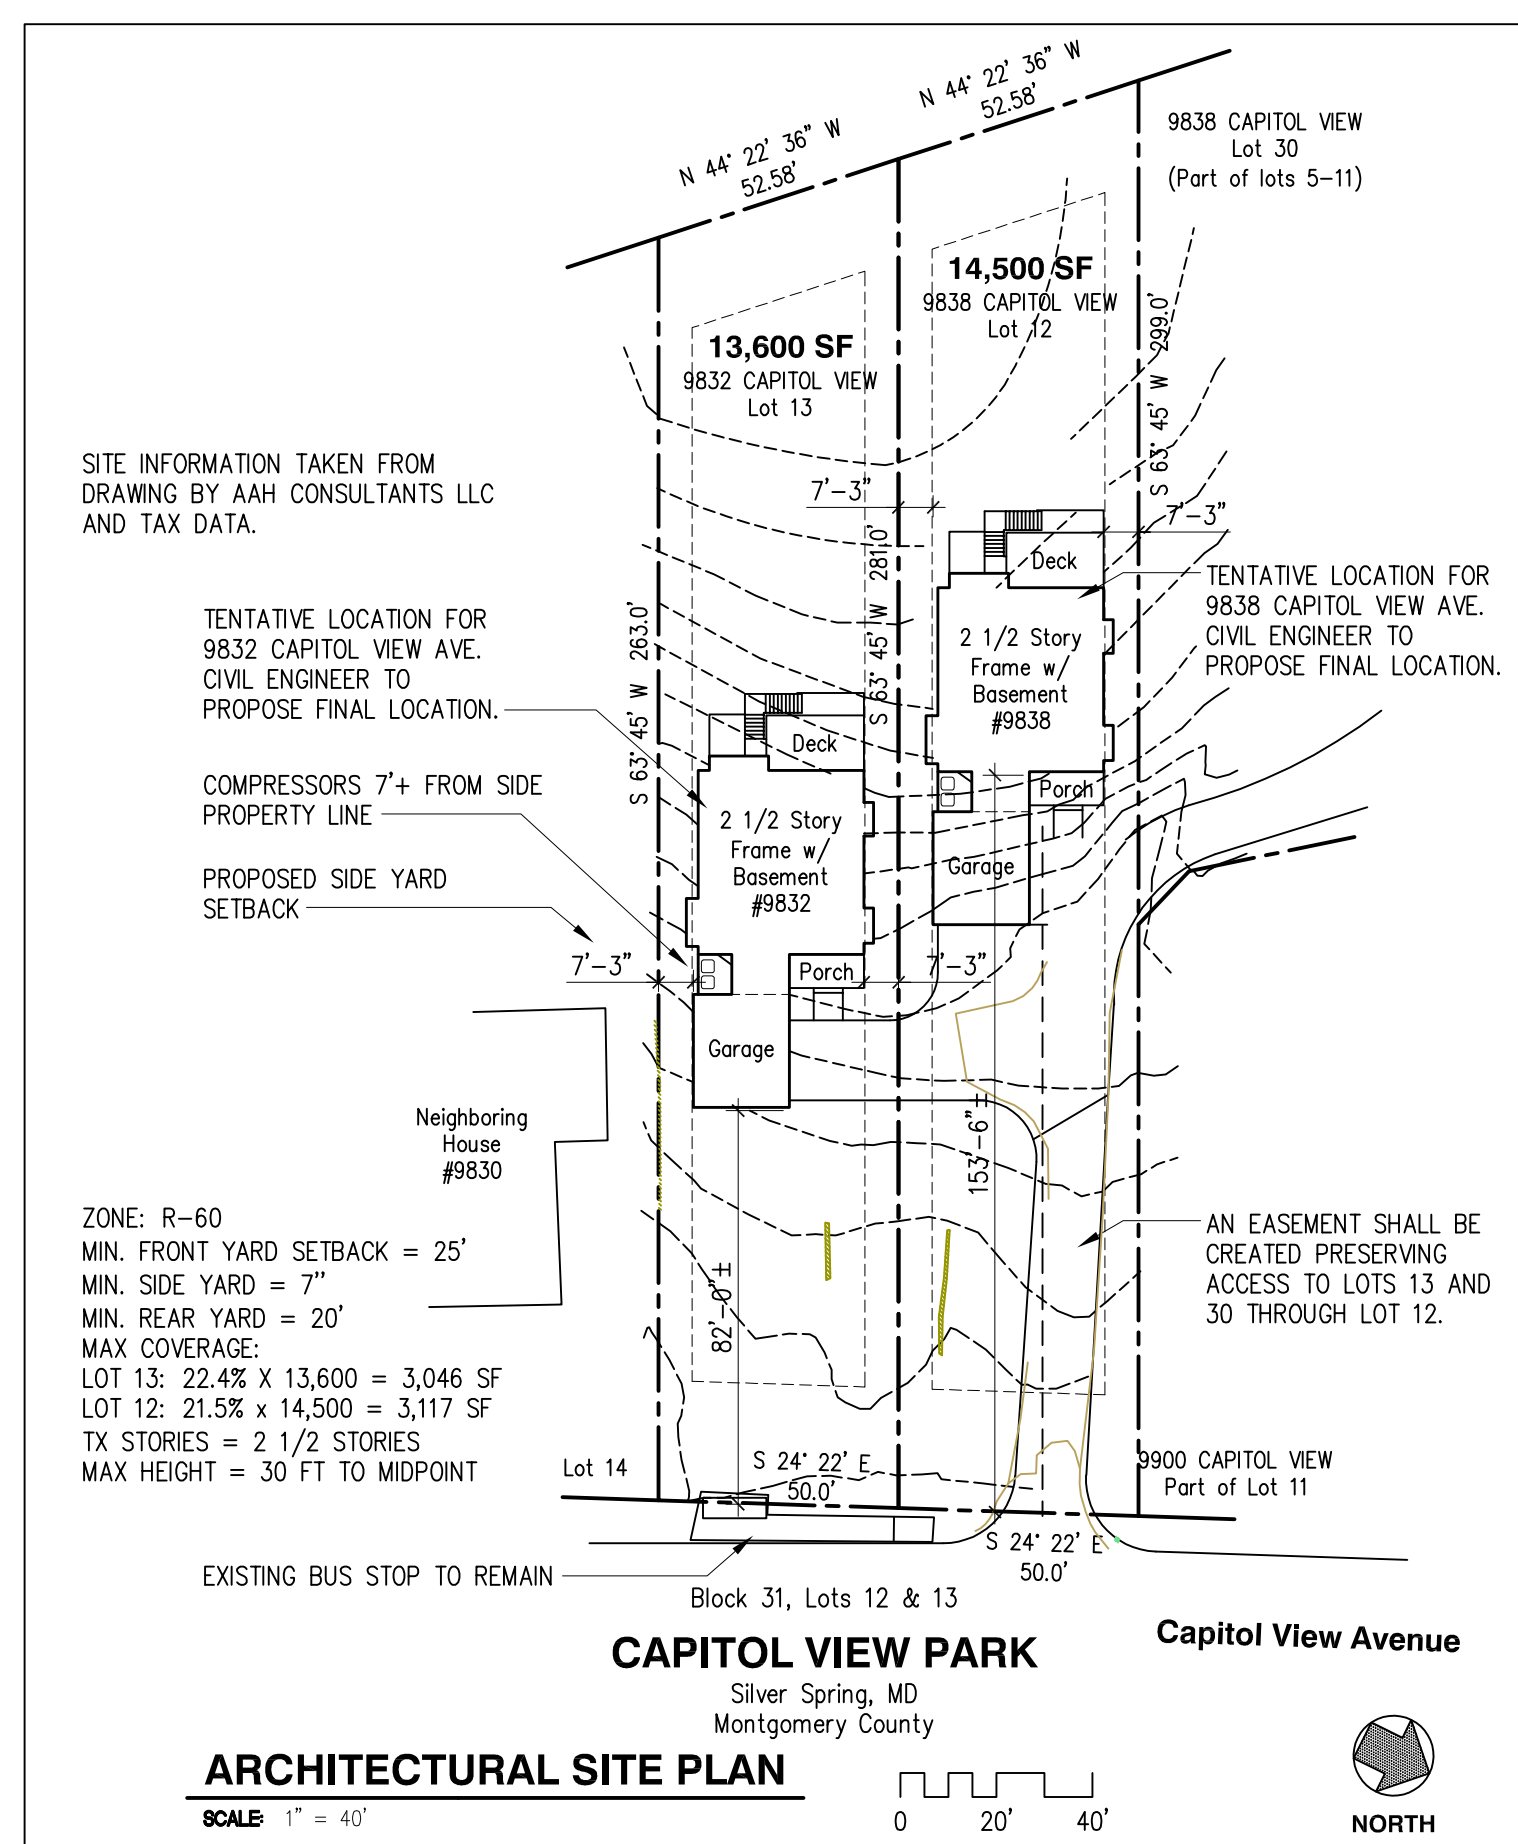 N 44° 22' 36" W
52.58'
N 44° 22' 36" W
52.58'
9838 CAPITOL VIEW
Lot 30
(Part of lots 5-11)
14,500 SF
9838 CAPITOL VIEW
Lot 12
13,600 SF
9832 CAPITOL VIEW
Lot 13
S 63° 45' W 299.0'
SITE INFORMATION TAKEN FROM
DRAWING BY AAH CONSULTANTS LLC
AND TAX DATA.
7'-3"
7'-3"
S 63° 45' W 281.0'
Deck
TENTATIVE LOCATION FOR
9838 CAPITOL VIEW AVE.
CIVIL ENGINEER TO
PROPOSE FINAL LOCATION.
TENTATIVE LOCATION FOR
9832 CAPITOL VIEW AVE.
CIVIL ENGINEER TO
PROPOSE FINAL LOCATION.
S 63° 45' W 263.0'
2 1/2 Story
Frame w/
Basement
#9838
Deck
COMPRESSORS 7'+ FROM SIDE
PROPERTY LINE
Porch
2 1/2 Story
Frame w/
Basement
#9832
Garage
PROPOSED SIDE YARD
SETBACK
7'-3"
Porch
7'-3"
Garage
Neighboring
House
#9830
153'-6"±
82'-0"±
ZONE: R-60
MIN. FRONT YARD SETBACK = 25'
MIN. SIDE YARD = 7"
MIN. REAR YARD = 20'
MAX COVERAGE:
LOT 13: 22.4% X 13,600 = 3,046 SF
LOT 12: 21.5% x 14,500 = 3,117 SF
TX STORIES = 2 1/2 STORIES
MAX HEIGHT = 30 FT TO MIDPOINT
AN EASEMENT SHALL BE
CREATED PRESERVING
ACCESS TO LOTS 13 AND
30 THROUGH LOT 12.
Lot 14
S 24° 22' E
50.0'
9900 CAPITOL VIEW
Part of Lot 11
S 24° 22' E
50.0'
EXISTING BUS STOP TO REMAIN
Block 31, Lots 12 & 13
CAPITOL VIEW PARK
Capitol View Avenue
Silver Spring, MD
Montgomery County
ARCHITECTURAL SITE PLAN
SCALE: 1" = 40'
0 20' 40'
NORTH